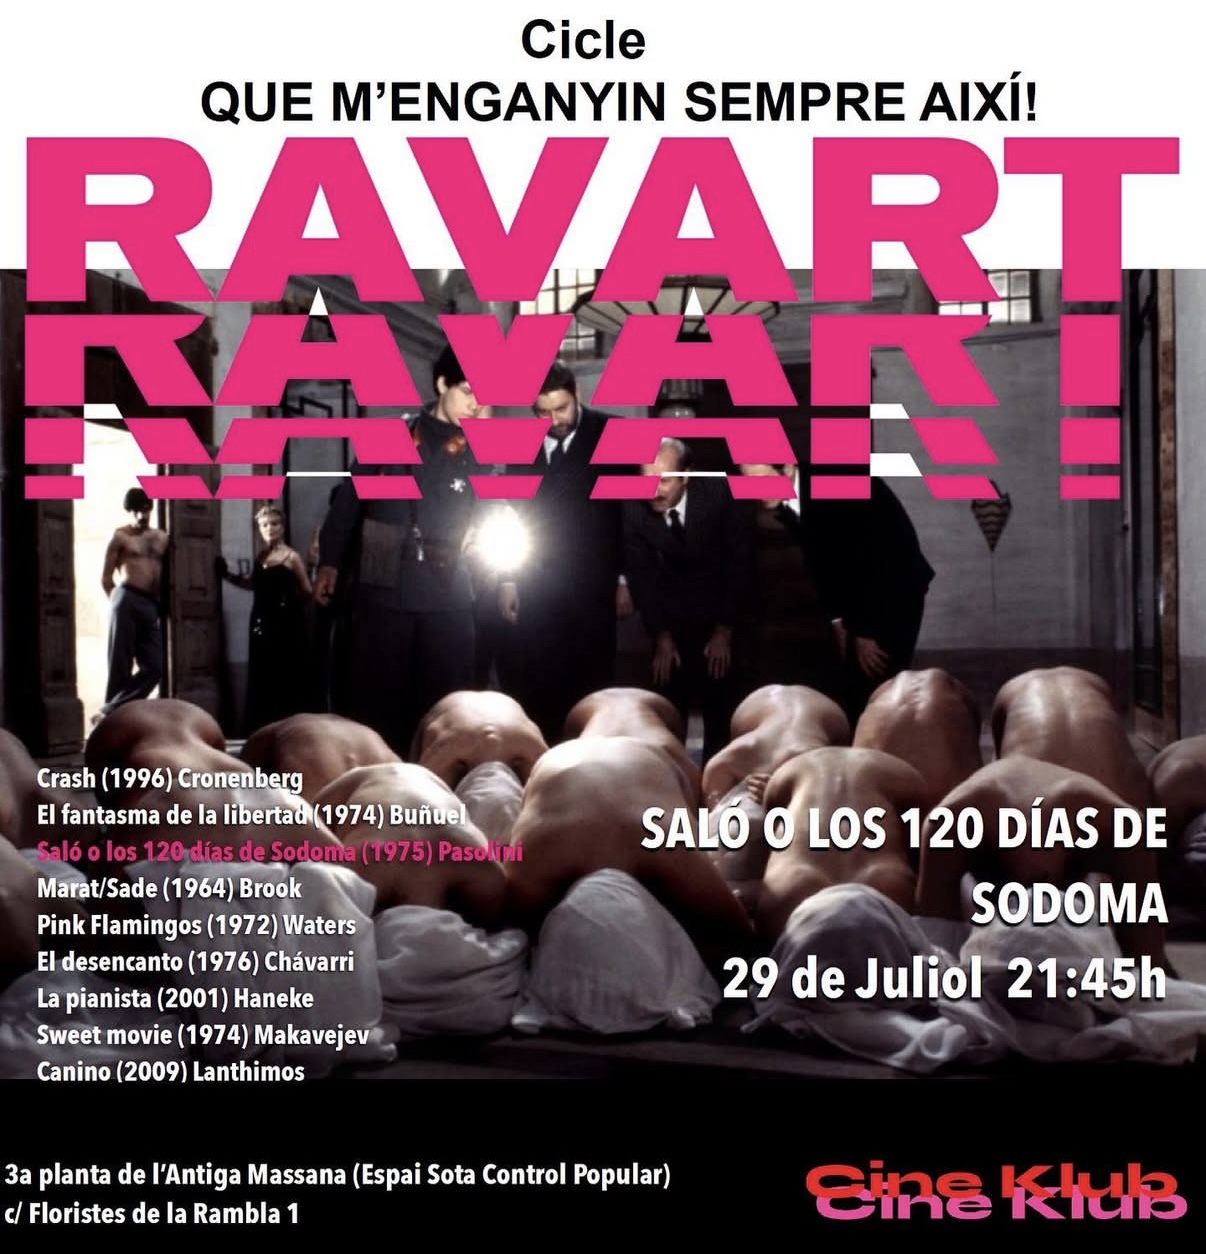 Cicle
QUE M'ENGANYIN SEMPRE AIXÍ!
RAVART
RAVART
RAVART
Crash (1996) Cronenberg
El fantasma de la libertad (1974) Buñuel
Saló o los 120 días de Sodoma (1975) Pasolini
Marat/Sade (1964) Brook
Pink Flamingos (1972) Waters
El desencanto (1976) Chávarri
La pianista (2001) Haneke
Sweet movie (1974) Makavejev
Canino (2009) Lanthimos
SALÓ O LOS 120 DÍAS DE
SODOMA
29 de Juliol 21:45h
3a planta de l'Antiga Massana (Espai Sota Control Popular)
c/ Floristes de la Rambla 1
Cine Klub
Cine Klub